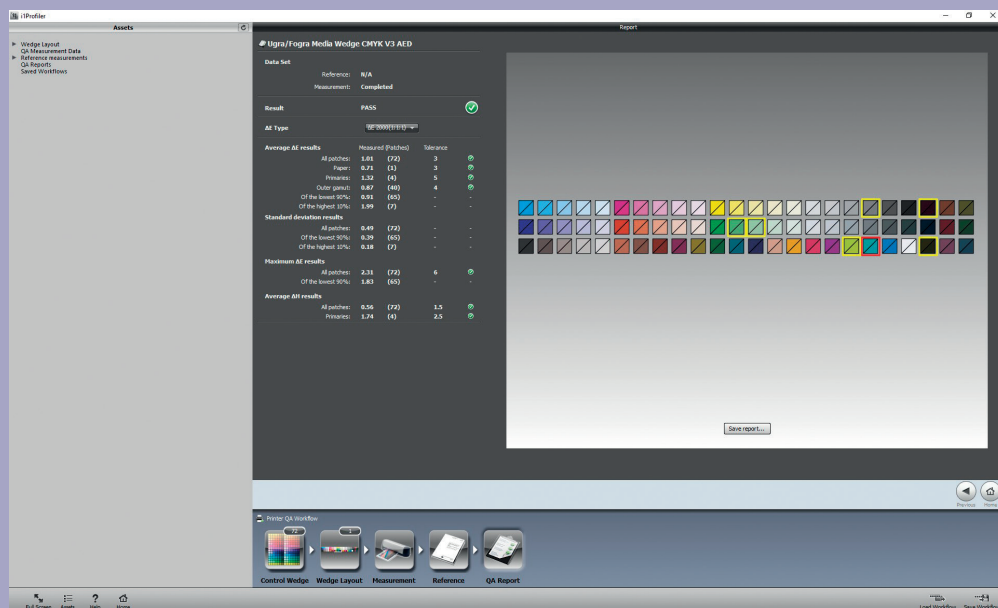 i1Profiler
Assets
Report
Wedge Layout
QA Measurement Data
Reference measurements
QA Reports
Saved Workflows
Ugra/Fogra Media Wedge CMYK V3 AED
Data Set
Reference: N/A
Measurement: Completed
Result PASS
ΔE Type ΔE 2000(1:1:1)
Average ΔE results Measured (Patches) Tolerance
All patches: 1.01 (72) 3
Paper: 0.71 (1) 3
Primaries: 1.32 (4) 5
Outer gamut: 0.87 (40) 4
Of the lowest 90%: 0.91 (65) - -
Of the highest 10%: 1.99 (7) - -
Standard deviation results
All patches: 0.49 (72) - -
Of the lowest 90%: 0.39 (65) - -
Of the highest 10%: 0.18 (7) - -
Maximum ΔE results
All patches: 2.31 (72) 6
Of the lowest 90%: 1.83 (65) - -
Average ΔH results
All patches: 0.56 (72) 1.5
Primaries: 1.74 (4) 2.5
Save report...
Previous Home
Printer QA Workflow
72 1
Control Wedge Wedge Layout Measurement Reference QA Report
Full Screen Assets Help Home Load Workflow Save Workflow